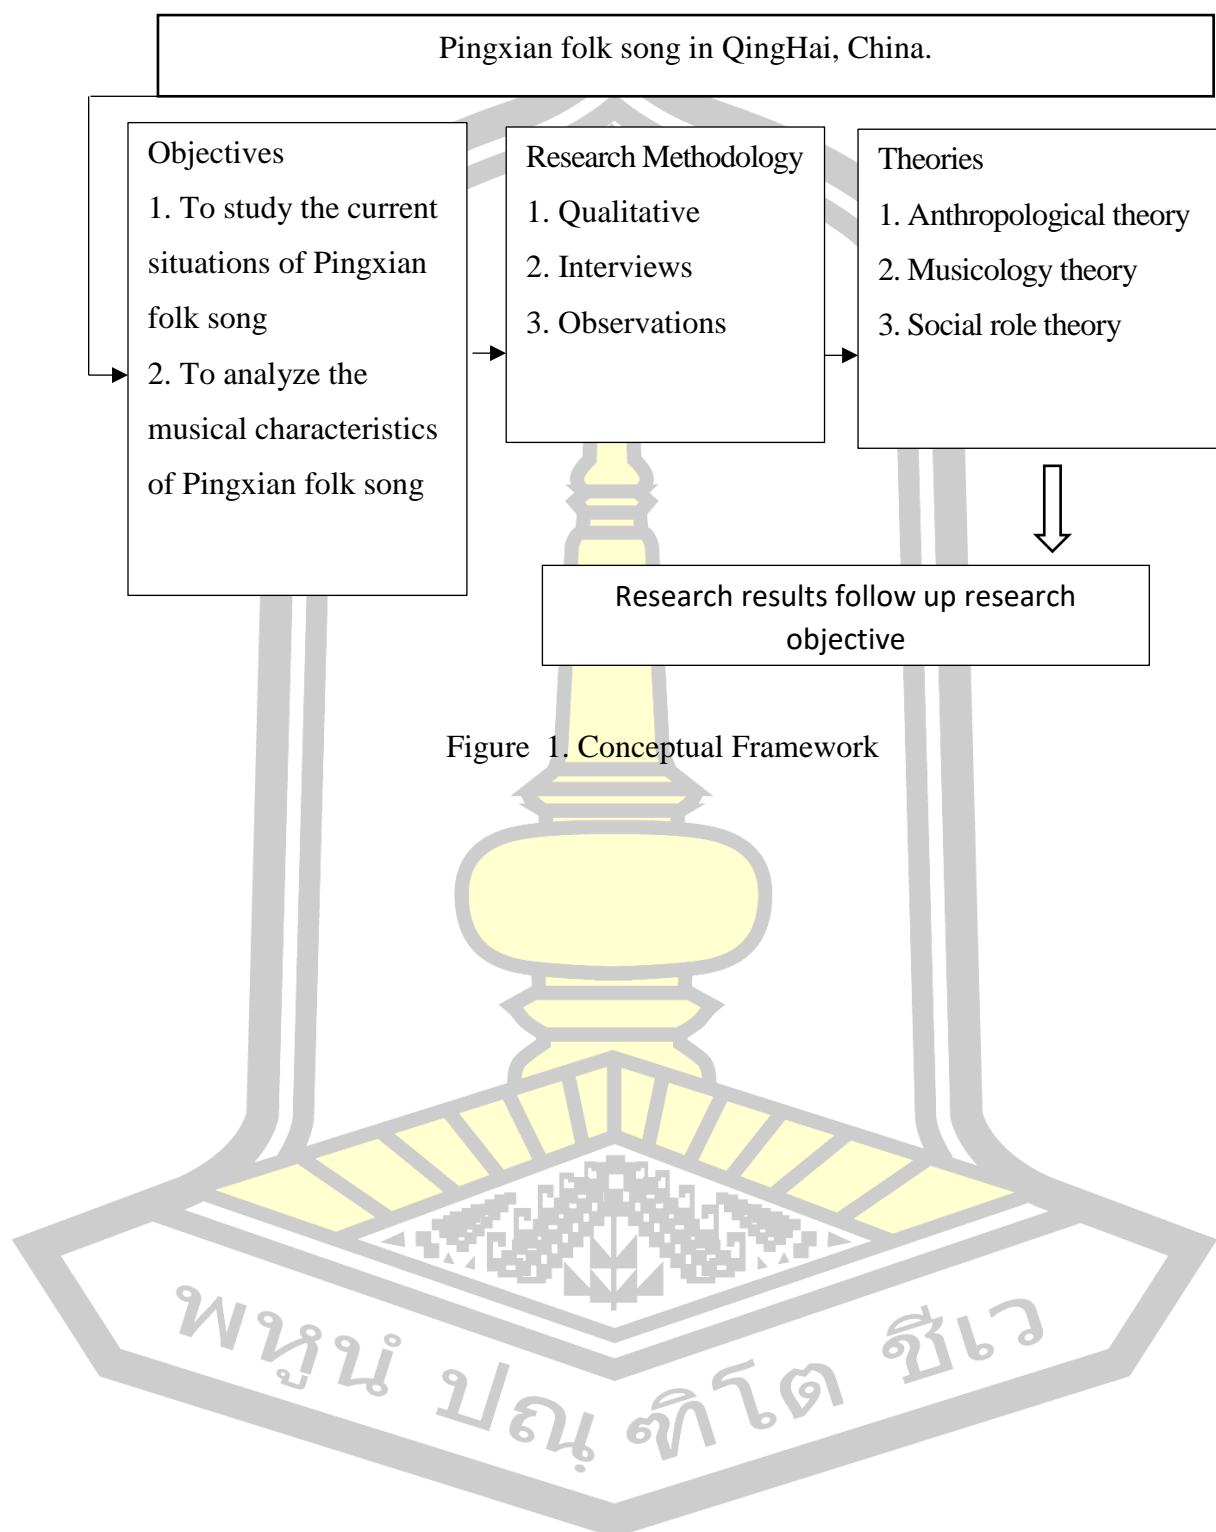 Pingxian folk song in QingHai, China.
Objectives
1. To study the current
situations of Pingxian
folk song
2. To analyze the
musical characteristics
of Pingxian folk song
Research Methodology
1. Qualitative
2. Interviews
3. Observations
Theories
1. Anthropological theory
2. Musicology theory
3. Social role theory
Research results follow up research
objective
Figure 1. Conceptual Framework
พหูนํ ปณฺฑิโต ชีเว